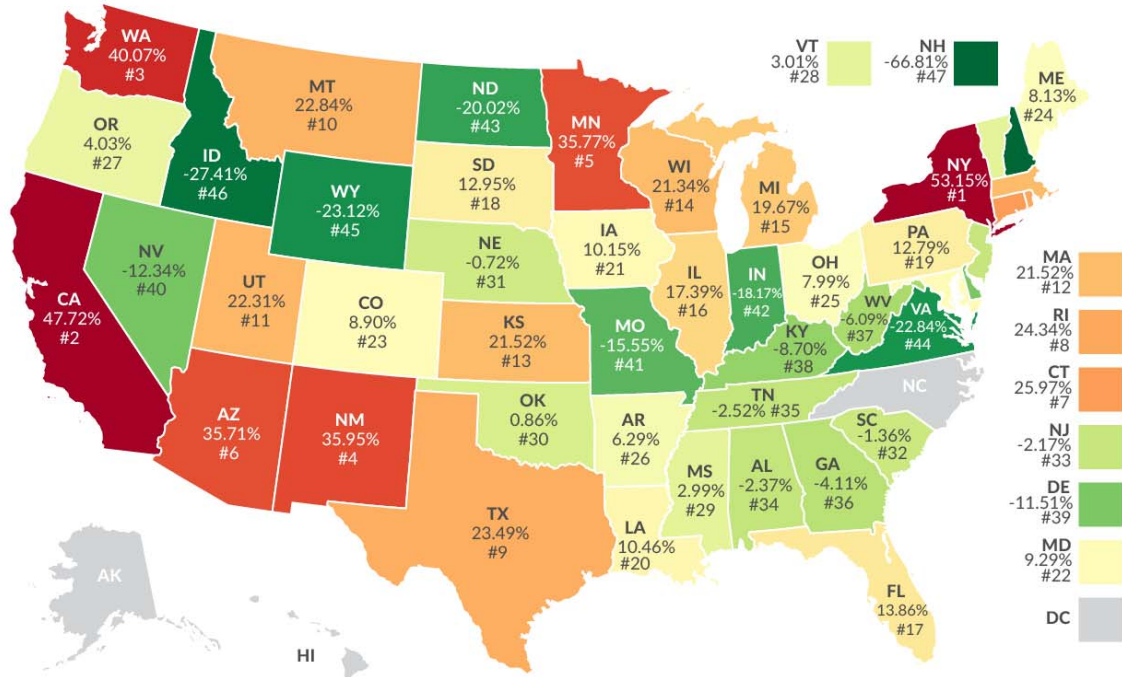 WA
40.07%
#3
MT
22.84%
#10
ND
-20.02%
#43
MN
35.77%
#5
VT
3.01%
#28
NH
-66.81%
#47
ME
8.13%
#24
OR
4.03%
#27
ID
-27.41%
#46
WY
-23.12%
#45
SD
12.95%
#18
WI
21.34%
#14
MI
19.67%
#15
NY
53.15%
#1
NV
-12.34%
#40
UT
22.31%
#11
CO
8.90%
#23
NE
-0.72%
#31
IA
10.15%
#21
IL
17.39%
#16
IN
-18.17%
#42
OH
7.99%
#25
PA
12.79%
#19
CA
47.72%
#2
KS
21.52%
#13
MO
-15.55%
#41
KY
-8.70%
#38
WV
-6.09%
#37
VA
-22.84%
#44
MA
21.52%
#12
RI
24.34%
#8
CT
25.97%
#7
NJ
-2.17%
#33
DE
-11.51%
#39
MD
9.29%
#22
DC
AZ
35.71%
#6
NM
35.95%
#4
OK
0.86%
#30
AR
6.29%
#26
TN
-2.52% #35
NC
SC
-1.36%
#32
MS
2.99%
#29
AL
-2.37%
#34
GA
-4.11%
#36
TX
23.49%
#9
LA
10.46%
#20
FL
13.86%
#17
AK
HI